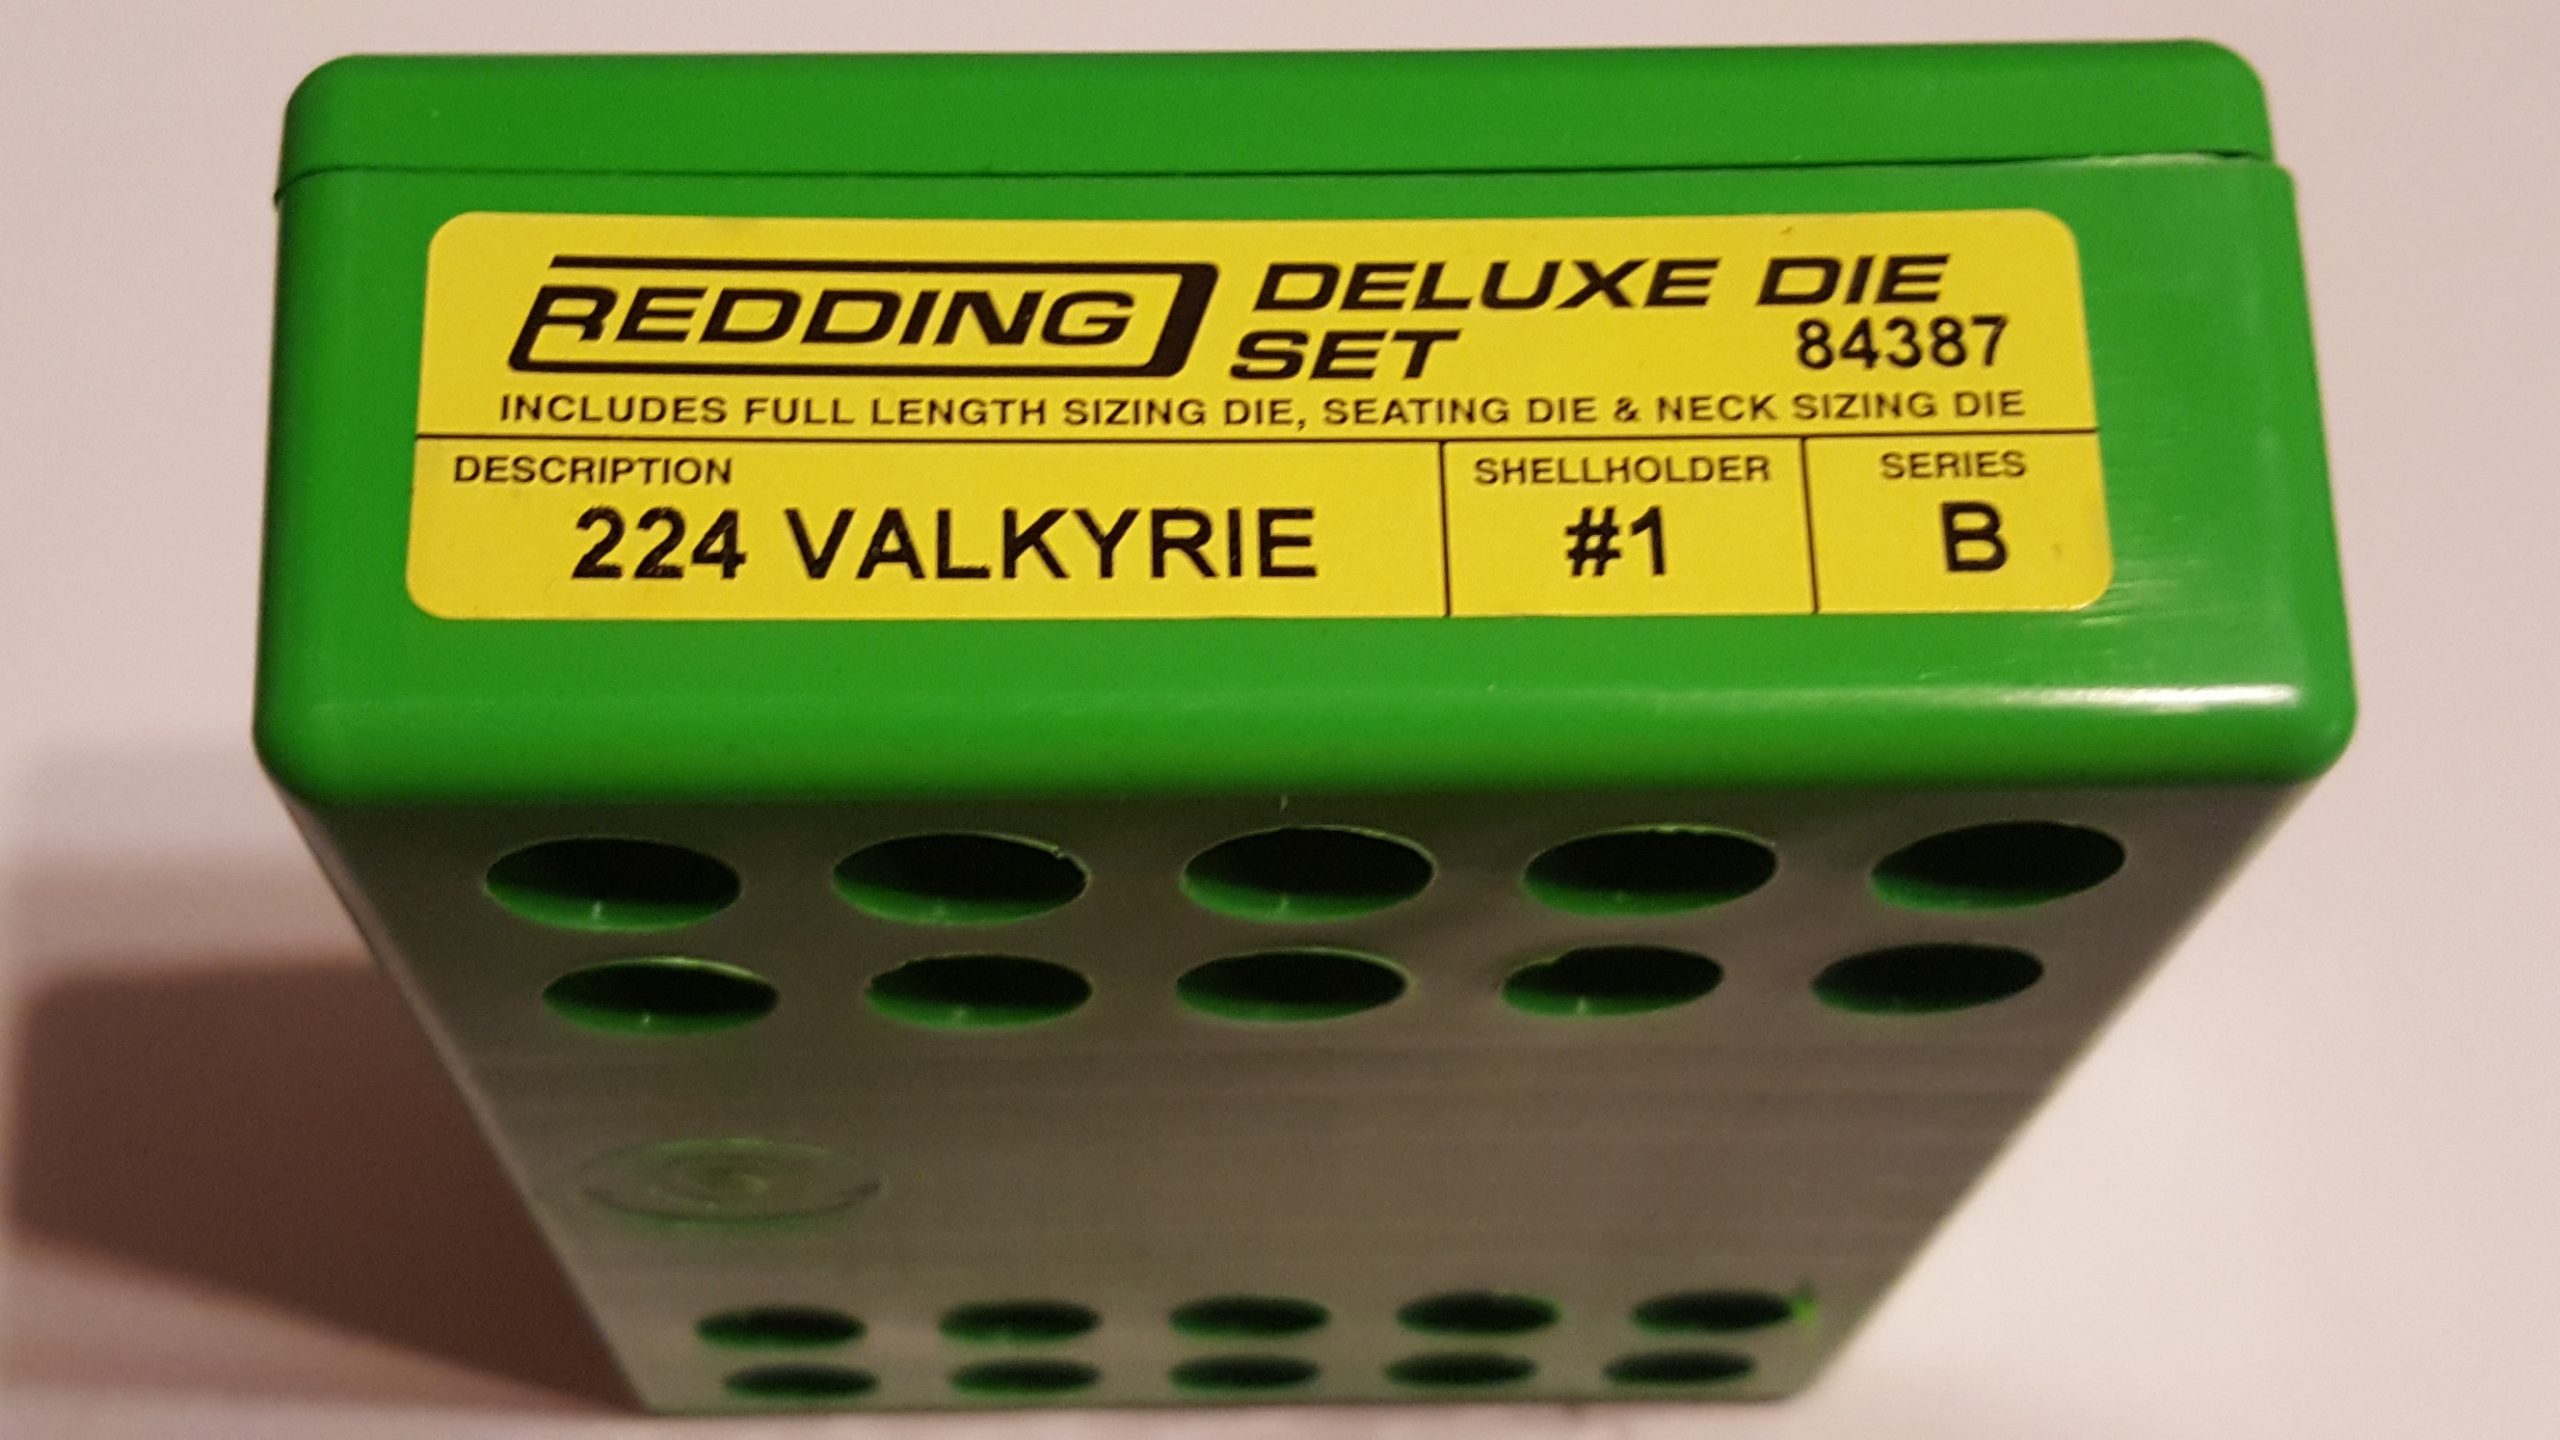 REDDING DELUXE DIE
SET 84387
INCLUDES FULL LENGTH SIZING DIE, SEATING DIE & NECK SIZING DIE
DESCRIPTION SHELLHOLDER SERIES
224 VALKYRIE #1 B